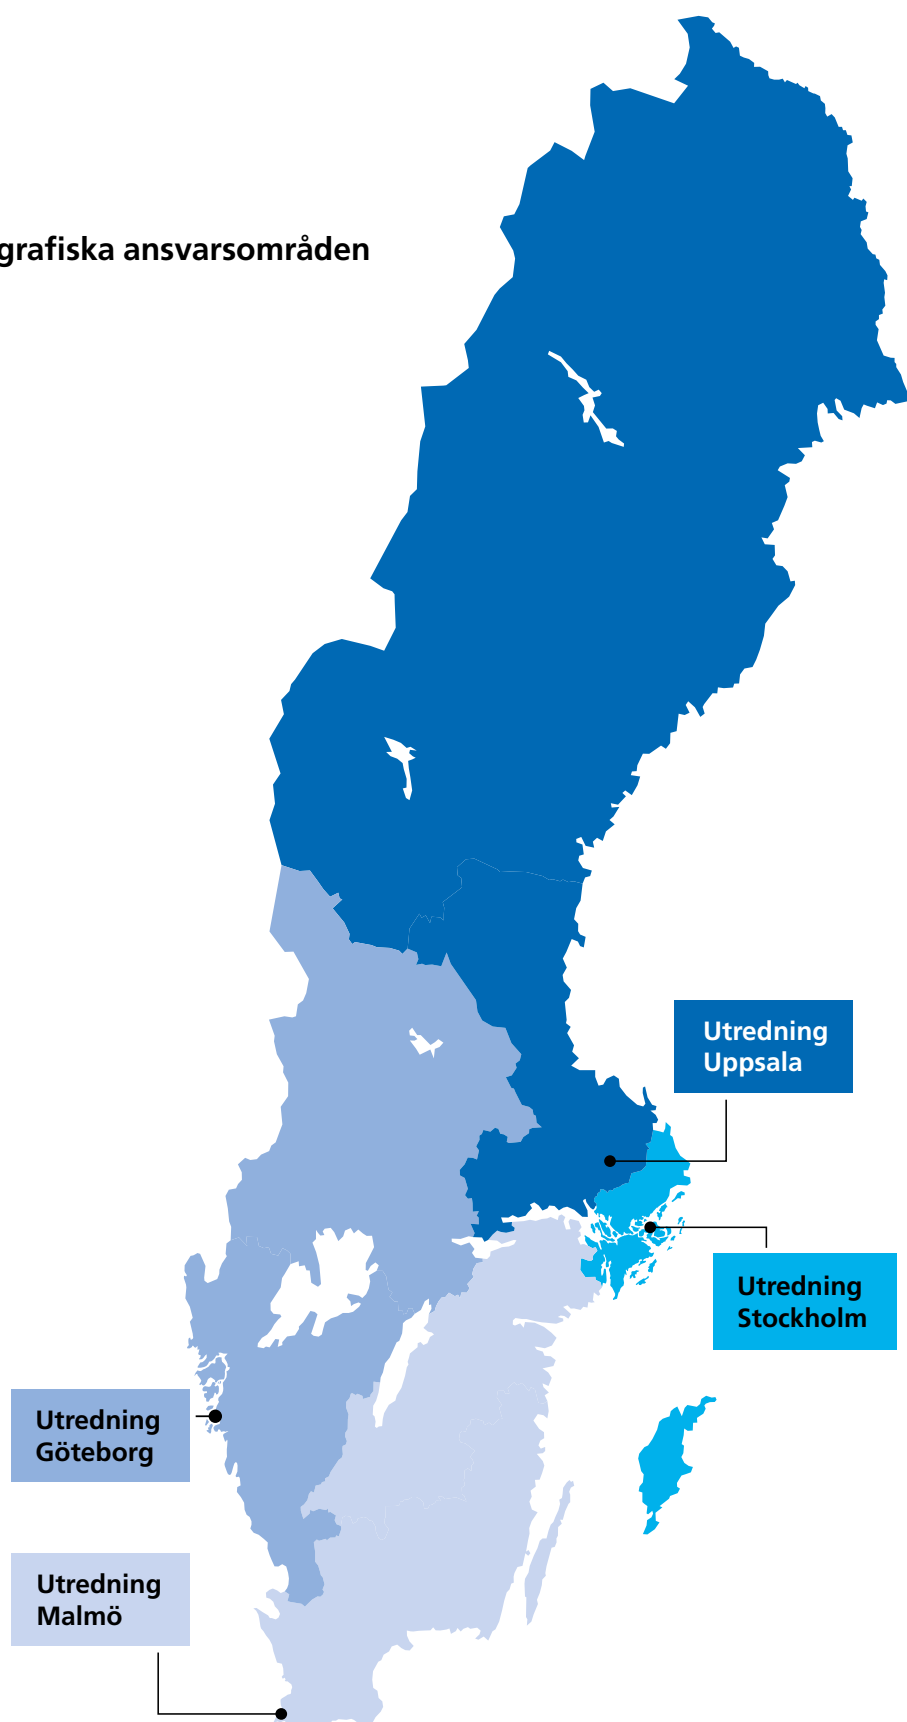 grafiska ansvarsområden
Utredning
Uppsala
Utredning
Stockholm
Utredning
Göteborg
Utredning
Malmö